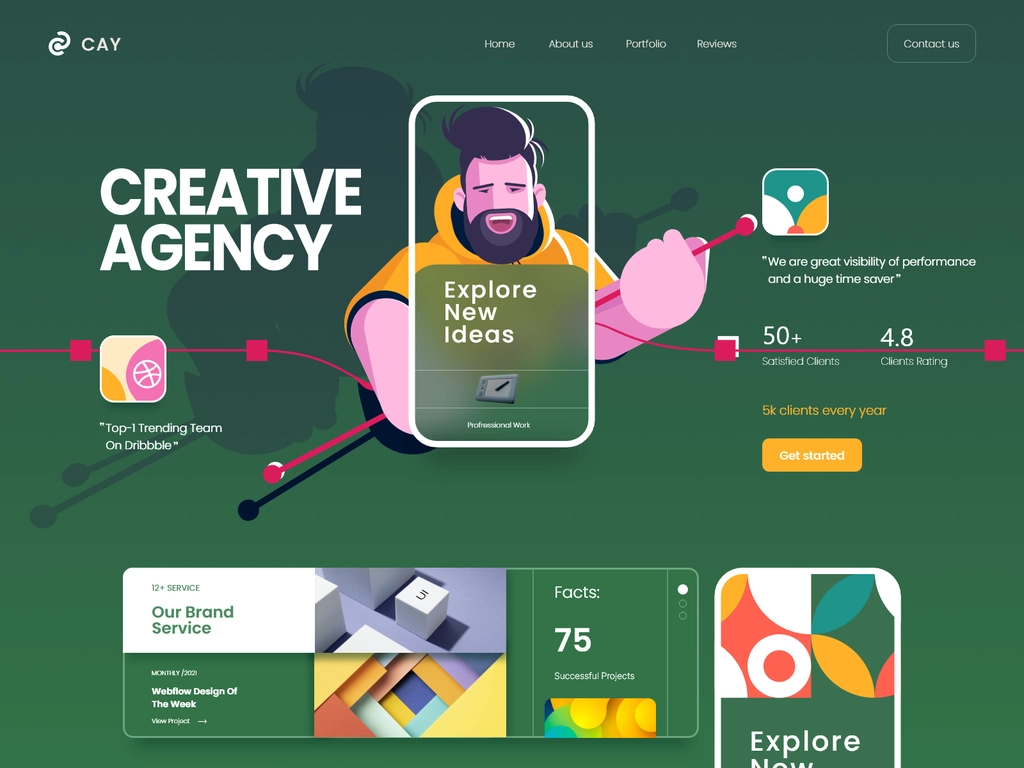 CAY
Home
About us
Portfolio
Reviews
Contact us
CREATIVE
AGENCY
Explore
New
Ideas
Profressional Work
"Top-1 Trending Team
On Dribbble"
"We are great visibility of performance
and a huge time saver"
50+
Satisfied Clients
4.8
Clients Rating
5k clients every year
Get started
12+ SERVICE
Our Brand
Service
UI
MONTHLY /2021
Webflow Design Of
The Week
View Project →
Facts:
75
Successful Projects
Explore
New